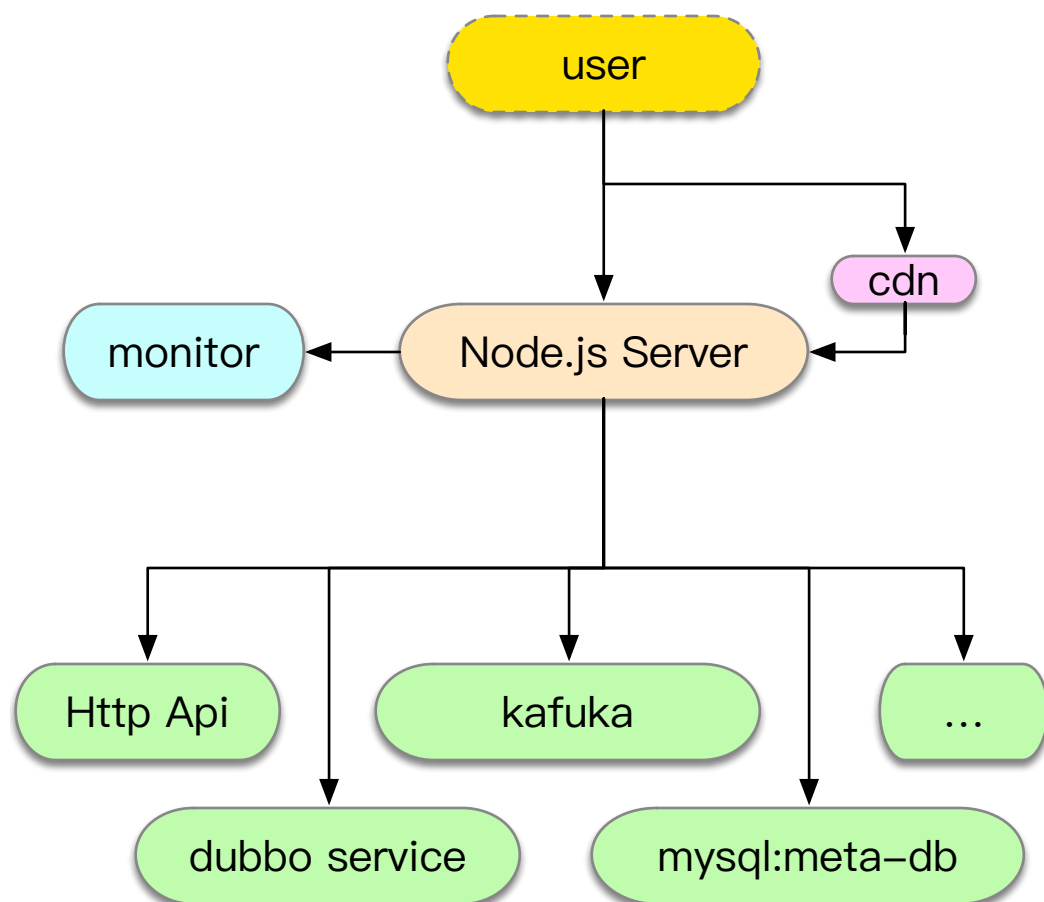 user
cdn
monitor
Node.js Server
Http Api
kafuka
...
dubbo service
mysql:meta-db